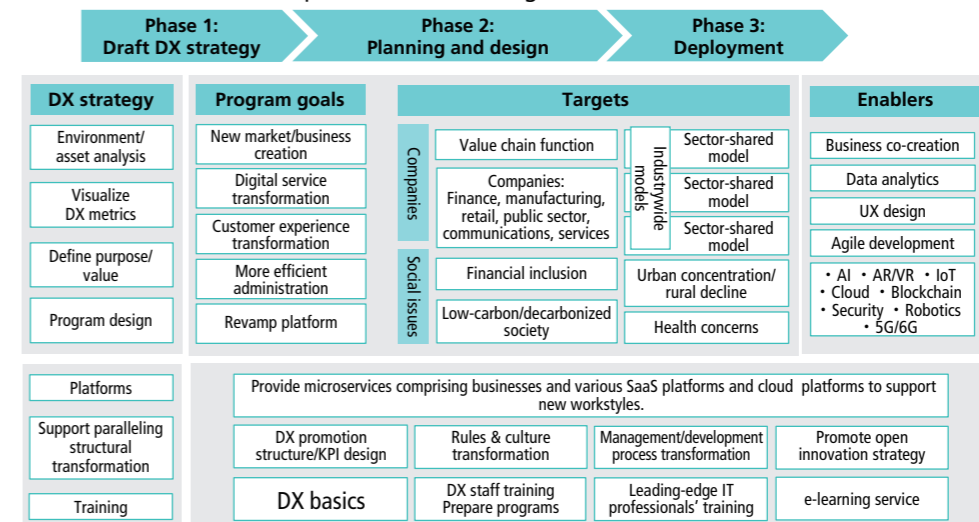 Phase 1:
Draft DX strategy
Phase 2:
Planning and design
Phase 3:
Deployment
DX strategy
Environment/
asset analysis
Visualize
DX metrics
Define purpose/
value
Program design
Program goals
New market/business
creation
Digital service
transformation
Customer experience
transformation
More efficient
administration
Revamp platform
Targets
Companies
Value chain function
Companies:
Finance, manufacturing,
retail, public sector,
communications, services
Industrywide
models
Sector-shared
model
Sector-shared
model
Sector-shared
model
Social issues
Financial inclusion
Low-carbon/decarbonized
society
Urban concentration/
rural decline
Health concerns
Enablers
Business co-creation
Data analytics
UX design
Agile development
・AI ・AR/VR ・IoT
・Cloud ・Blockchain
・Security ・Robotics
・5G/6G
Platforms
Provide microservices comprising businesses and various SaaS platforms and cloud platforms to support
new workstyles.
Support paralleling
structural
transformation
DX promotion
structure/KPI design
Rules & culture
transformation
Management/development
process transformation
Promote open
innovation strategy
Training
DX basics
DX staff training
Prepare programs
Leading-edge IT
professionals' training
e-learning service